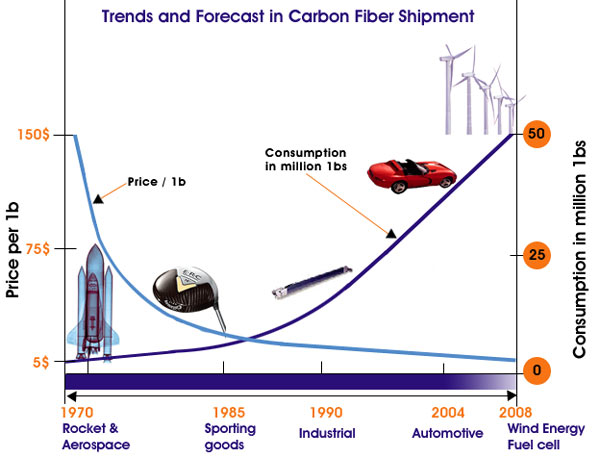 Trends and Forecast in Carbon Fiber Shipment
150$
50
Consumption
in million 1bs
Price / 1b
75$
25
Price per 1b
Consumption in million 1bs
E.R.C
5$
0
1970
1985
1990
2004
2008
Rocket &
Aerospace
Sporting
goods
Industrial
Automotive
Wind Energy
Fuel cell